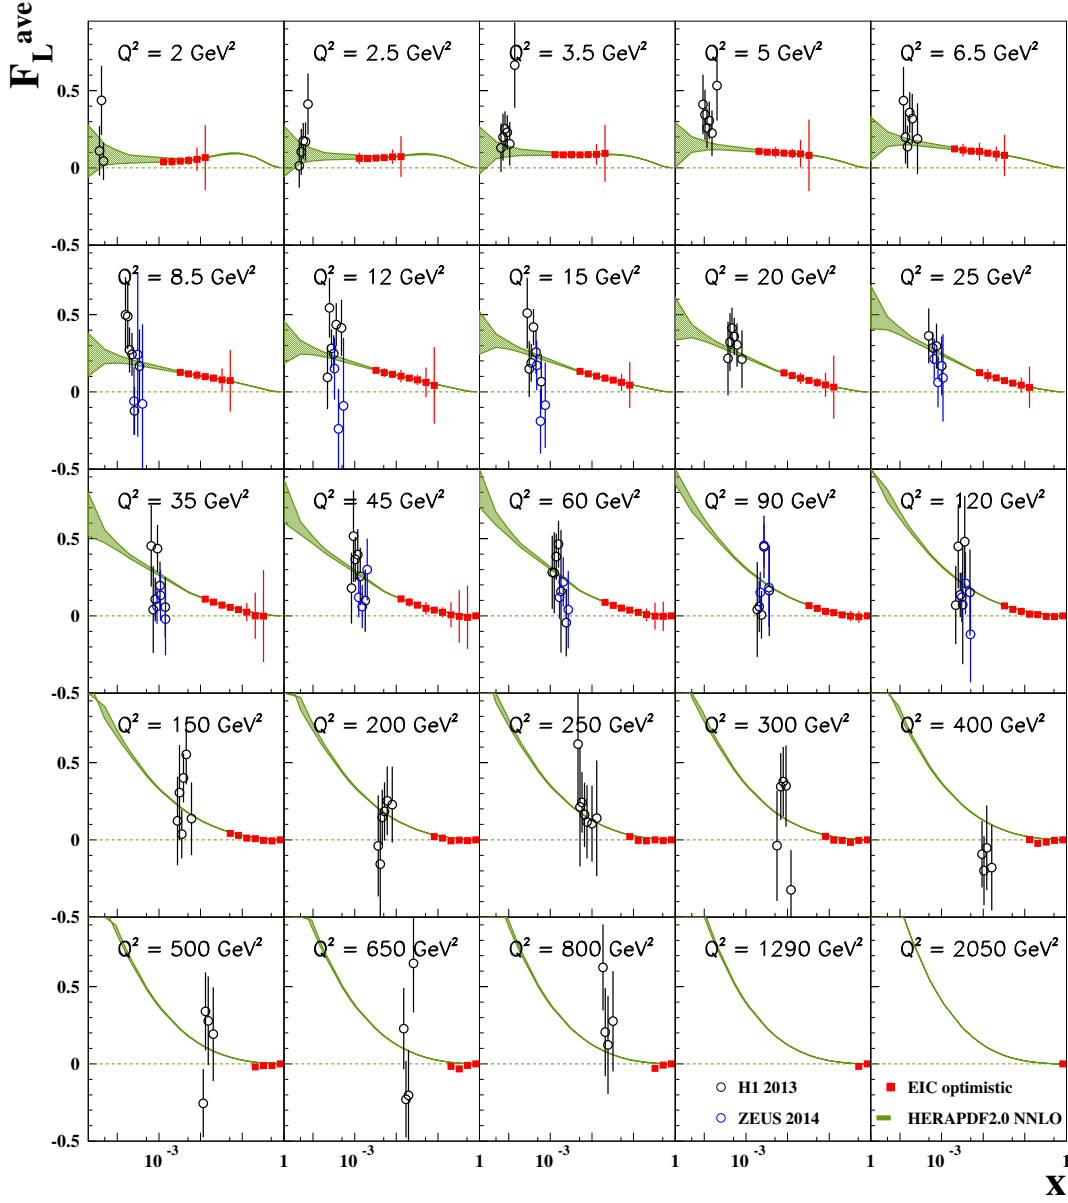 F_L^ave
Q² = 2 GeV² Q² = 2.5 GeV² Q² = 3.5 GeV² Q² = 5 GeV² Q² = 6.5 GeV²
0.5
0
-0.5
Q² = 8.5 GeV² Q² = 12 GeV² Q² = 15 GeV² Q² = 20 GeV² Q² = 25 GeV²
0.5
0
-0.5
Q² = 35 GeV² Q² = 45 GeV² Q² = 60 GeV² Q² = 90 GeV² Q² = 120 GeV²
0.5
0
-0.5
Q² = 150 GeV² Q² = 200 GeV² Q² = 250 GeV² Q² = 300 GeV² Q² = 400 GeV²
0.5
0
-0.5
Q² = 500 GeV² Q² = 650 GeV² Q² = 800 GeV² Q² = 1290 GeV² Q² = 2050 GeV²
0.5
0
H1 2013 EIC optimistic
ZEUS 2014 HERAPDF2.0 NNLO
-0.5
10⁻³ 1 10⁻³ 1 10⁻³ 1 10⁻³ 1 10⁻³ 1
x